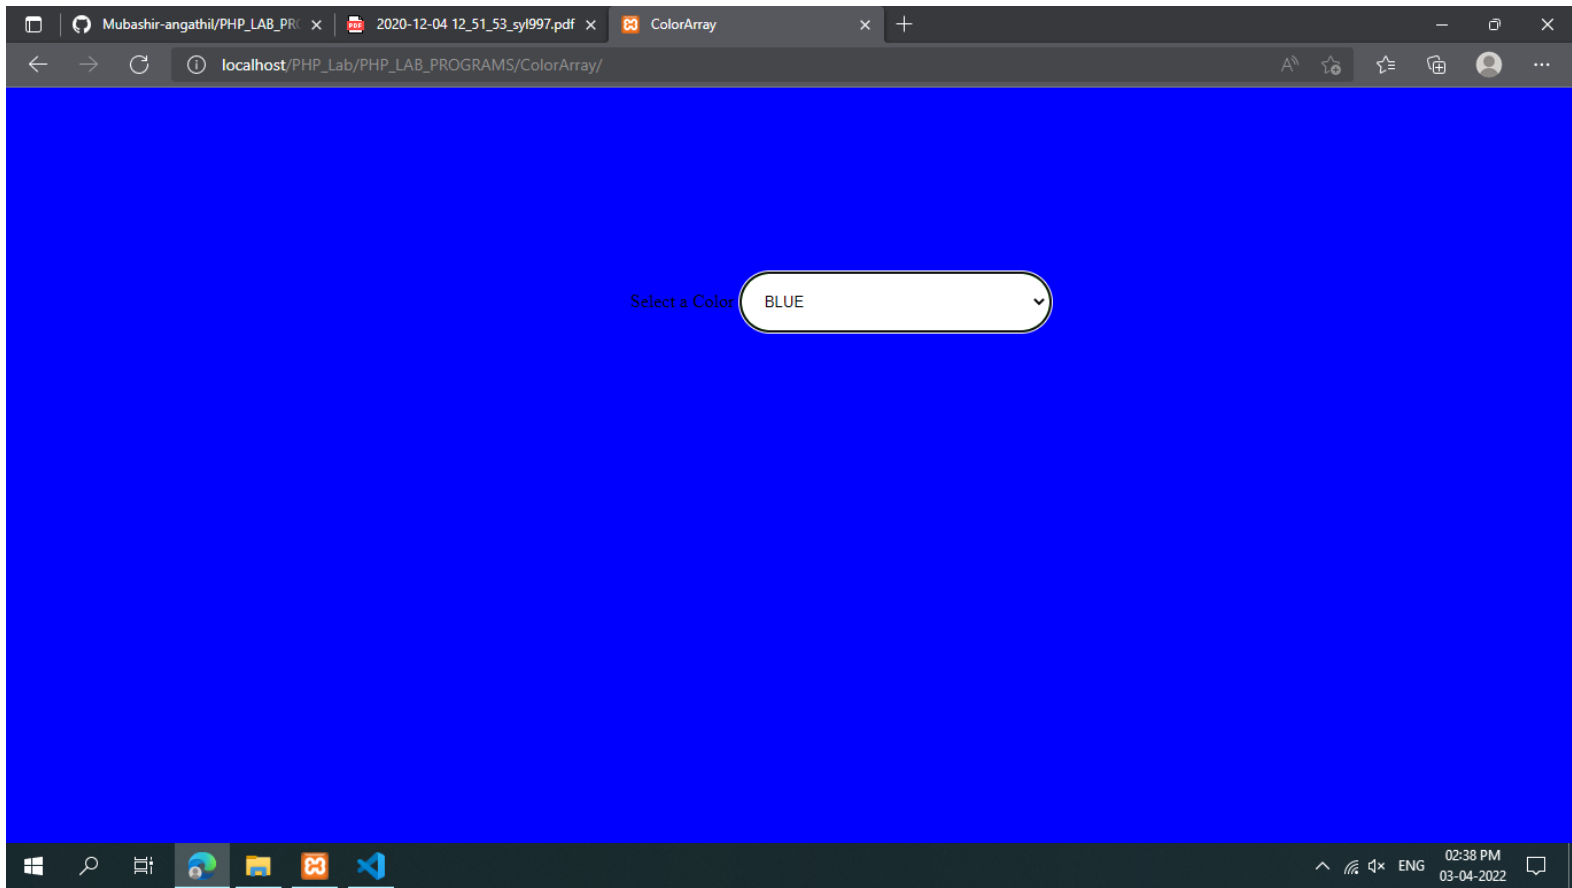 Mubashir-angathil/PHP_LAB_PR
PDF 2020-12-04 12_51_53_syl997.pdf
ColorArray
localhost/PHP_Lab/PHP_LAB_PROGRAMS/ColorArray/
Select a Color BLUE
ENG
02:38 PM
03-04-2022